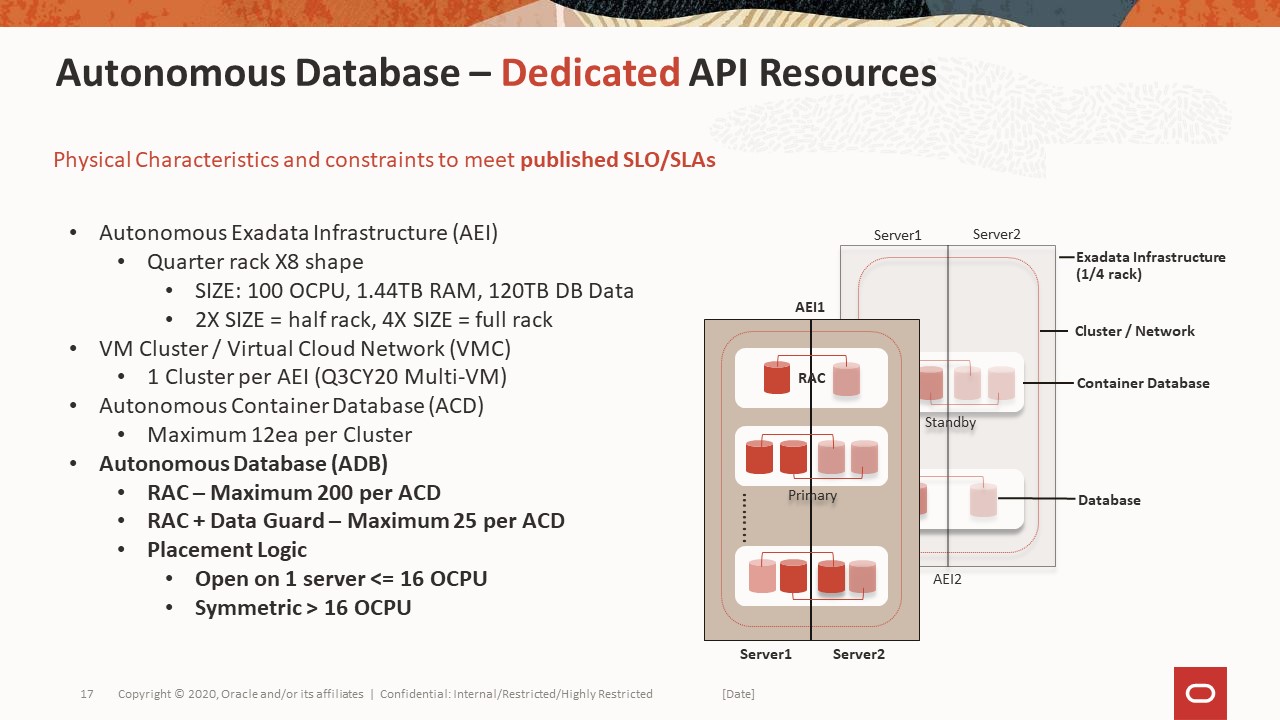 Autonomous Database – Dedicated API Resources
Physical Characteristics and constraints to meet published SLO/SLAs
• Autonomous Exadata Infrastructure (AEI)
• Quarter rack X8 shape
• SIZE: 100 OCPU, 1.44TB RAM, 120TB DB Data
• 2X SIZE = half rack, 4X SIZE = full rack
• VM Cluster / Virtual Cloud Network (VMC)
• 1 Cluster per AEI (Q3CY20 Multi-VM)
• Autonomous Container Database (ACD)
• Maximum 12ea per Cluster
• Autonomous Database (ADB)
• RAC – Maximum 200 per ACD
• RAC + Data Guard – Maximum 25 per ACD
• Placement Logic
• Open on 1 server <= 16 OCPU
• Symmetric > 16 OCPU
Server1 Server2
Exadata Infrastructure
(1/4 rack)
AEI1
Cluster / Network
RAC
Container Database
Standby
Primary
Database
AEI2
Server1 Server2
17 Copyright © 2020, Oracle and/or its affiliates | Confidential: Internal/Restricted/Highly Restricted [Date]